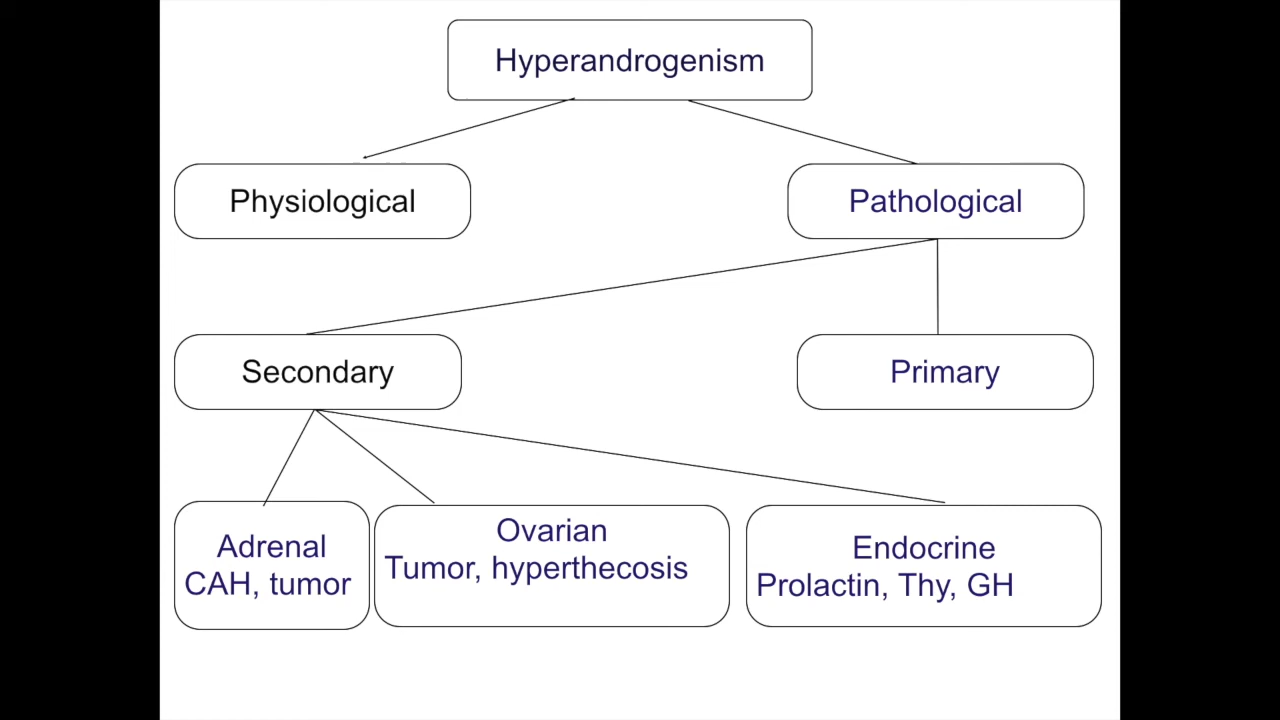 Hyperandrogenism
Physiological
Pathological
Secondary
Primary
Adrenal
CAH, tumor
Ovarian
Tumor, hyperthecosis
Endocrine
Prolactin, Thy, GH